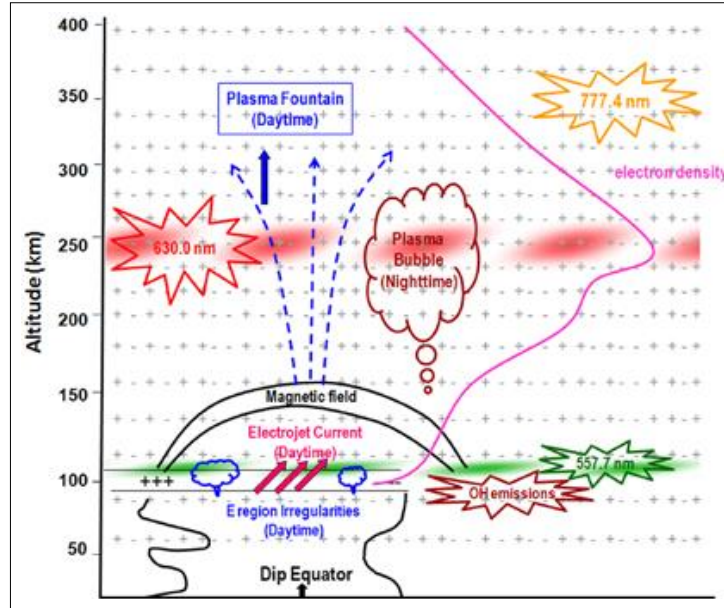 400
350
300
250
200
150
100
50
Altitude (km)
Plasma Fountain
(Daytime)
777.4 nm
electron density
630.0 nm
Plasma
Bubble
(Nighttime)
Magnetic field
Electrojet Current
(Daytime)
557.7 nm
+++
OH emissions
E region Irregularities
(Daytime)
Dip Equator